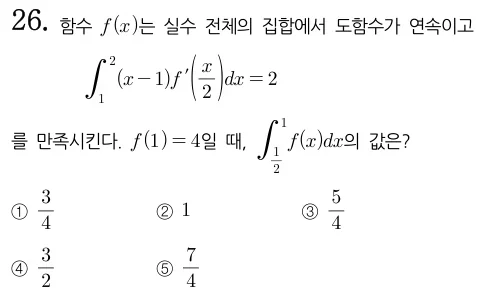 26. 함수 f(x)는 실수 전체의 집합에서 도함수가 연속이고
∫₁² (x−1)f′(x/2)dx = 2
를 만족시킨다. f(1) = 4일 때, ∫_{1/2}^{1} f(x)dx의 값은?
① 3/4 ② 1 ③ 5/4
④ 3/2 ⑤ 7/4